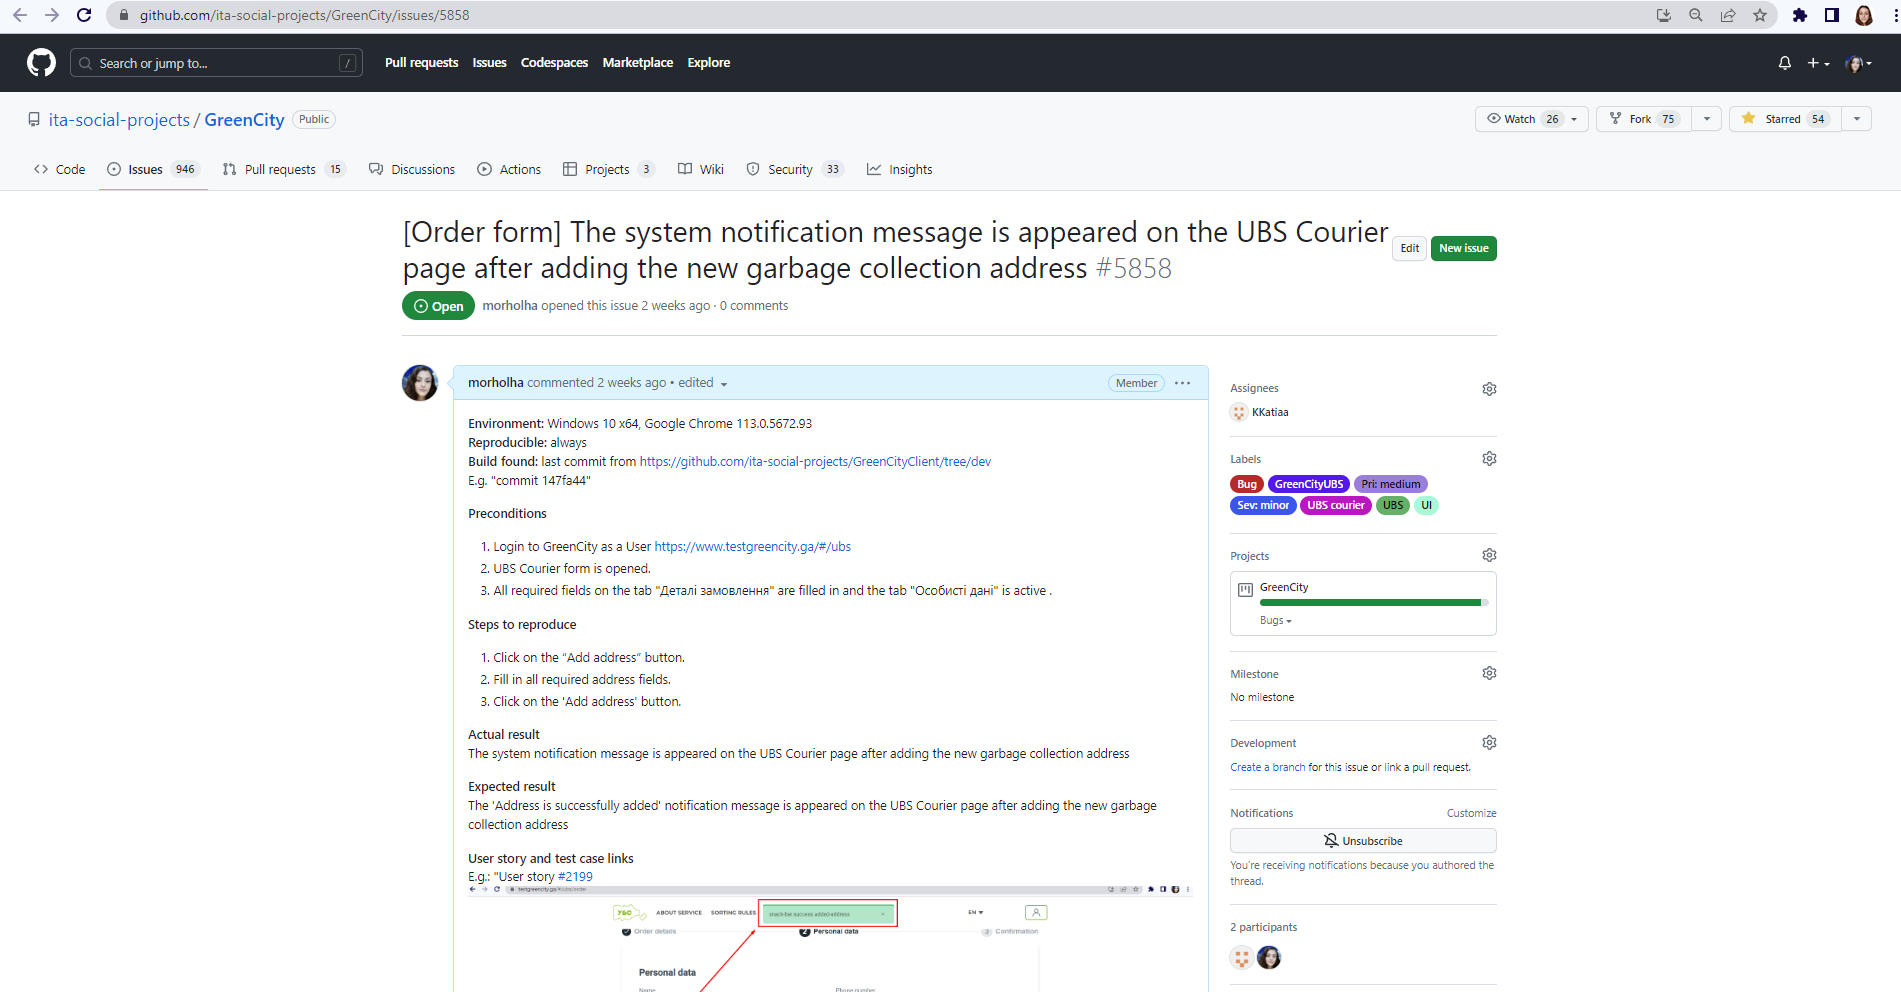 github.com/ita-social-projects/GreenCity/issues/5858
Search or jump to... /
Pull requests Issues Codespaces Marketplace Explore
ita-social-projects / GreenCity Public
Watch 26 Fork 75 Starred 54
Code Issues 946 Pull requests 15 Discussions Actions Projects 3 Wiki Security 33 Insights
[Order form] The system notification message is appeared on the UBS Courier
page after adding the new garbage collection address #5858
Edit New issue
Open morholha opened this issue 2 weeks ago · 0 comments
morholha commented 2 weeks ago • edited Member
Environment: Windows 10 x64, Google Chrome 113.0.5672.93
Reproducible: always
Build found: last commit from https://github.com/ita-social-projects/GreenCityClient/tree/dev
E.g. "commit 147fa44"
Preconditions
1. Login to GreenCity as a User https://www.testgreencity.ga/#/ubs
2. UBS Courier form is opened.
3. All required fields on the tab "Деталі замовлення" are filled in and the tab "Особисті дані" is active .
Steps to reproduce
1. Click on the “Add address” button.
2. Fill in all required address fields.
3. Click on the 'Add address' button.
Actual result
The system notification message is appeared on the UBS Courier page after adding the new garbage collection address
Expected result
The 'Address is successfully added' notification message is appeared on the UBS Courier page after adding the new garbage
collection address
User story and test case links
E.g.: "User story #2199
testgreencity.ga/#/ubs/order
УБС ABOUT SERVICE SORTING RULES snack-bar.success.added-address × EN
Order details 2 Personal data 3 Confirmation
Personal data
Name Phone number
Assignees
KKatiaa
Labels
Bug GreenCityUBS Pri: medium
Sev: minor UBS courier UBS UI
Projects
GreenCity
Bugs
Milestone
No milestone
Development
Create a branch for this issue or link a pull request.
Notifications Customize
Unsubscribe
You're receiving notifications because you authored the
thread.
2 participants